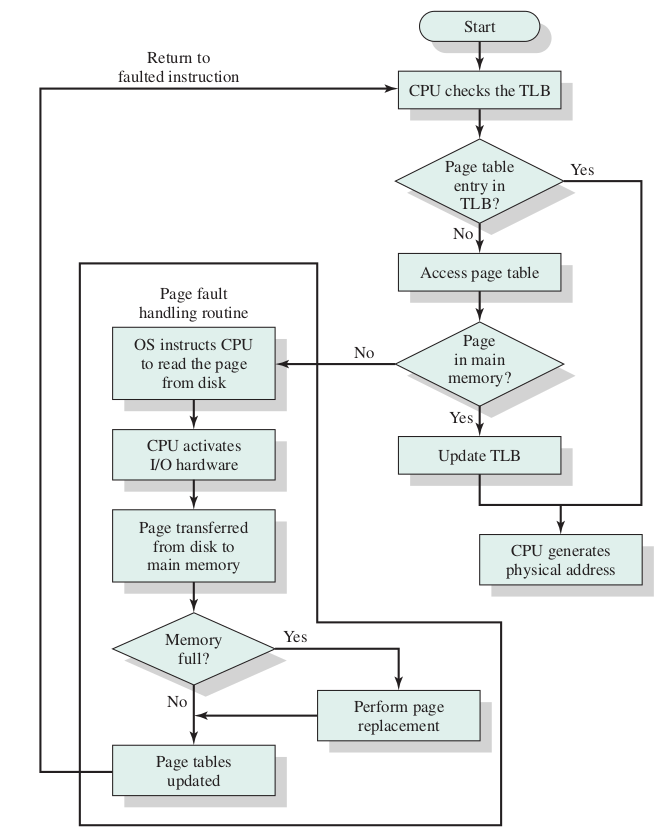 Start
Return to
faulted instruction
CPU checks the TLB
Page table
entry in
TLB?
Yes
No
Access page table
Page fault
handling routine
OS instructs CPU
to read the page
from disk
No
Page
in main
memory?
Yes
CPU activates
I/O hardware
Update TLB
Page transferred
from disk to
main memory
CPU generates
physical address
Memory
full?
Yes
No
Perform page
replacement
Page tables
updated